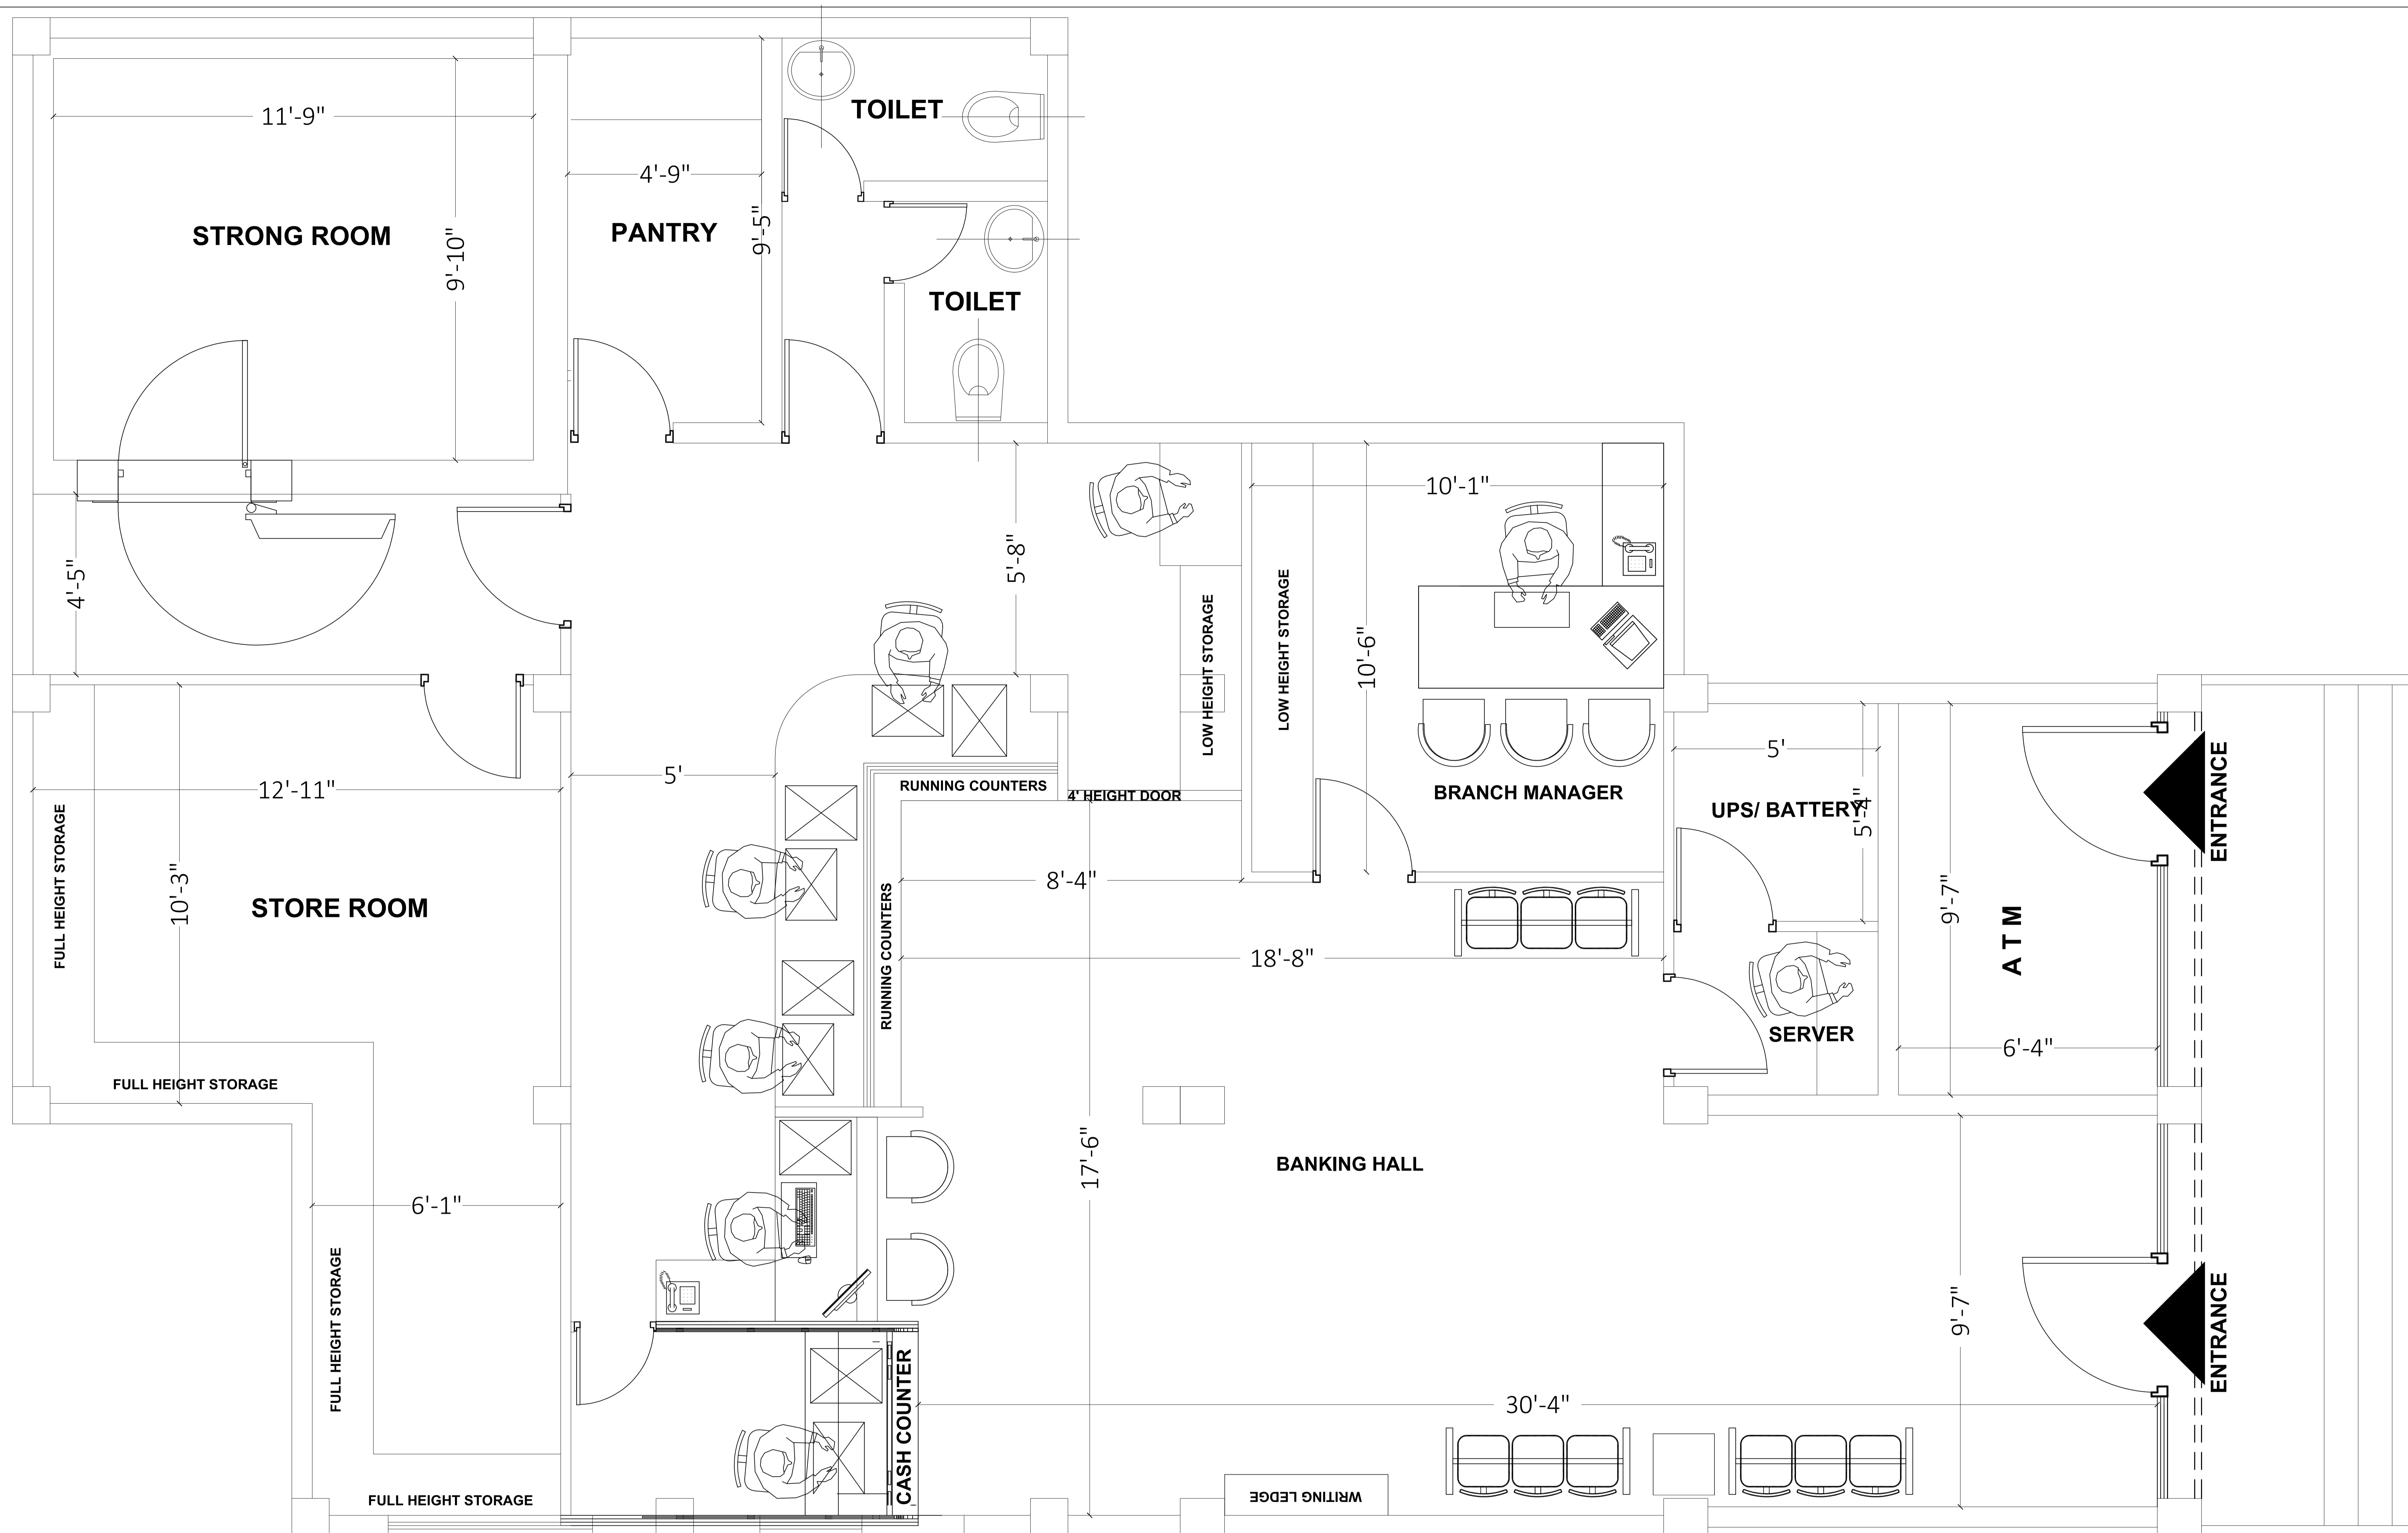 TOILET
11'-9"
4'-9"
PANTRY
9'-5"
STRONG ROOM
9'-10"
TOILET
10'-1"
5'-8"
4'-5"
LOW HEIGHT STORAGE
LOW HEIGHT STORAGE
10'-6"
5'
5'
12'-11"
RUNNING COUNTERS
4' HEIGHT DOOR
BRANCH MANAGER
UPS/ BATTERY
5'-4"
ENTRANCE
FULL HEIGHT STORAGE
10'-3"
STORE ROOM
8'-4"
9'-7"
A T M
RUNNING COUNTERS
18'-8"
SERVER
6'-4"
FULL HEIGHT STORAGE
17'-6"
BANKING HALL
6'-1"
FULL HEIGHT STORAGE
9'-7"
ENTRANCE
CASH COUNTER
30'-4"
FULL HEIGHT STORAGE
WRITING LEDGE